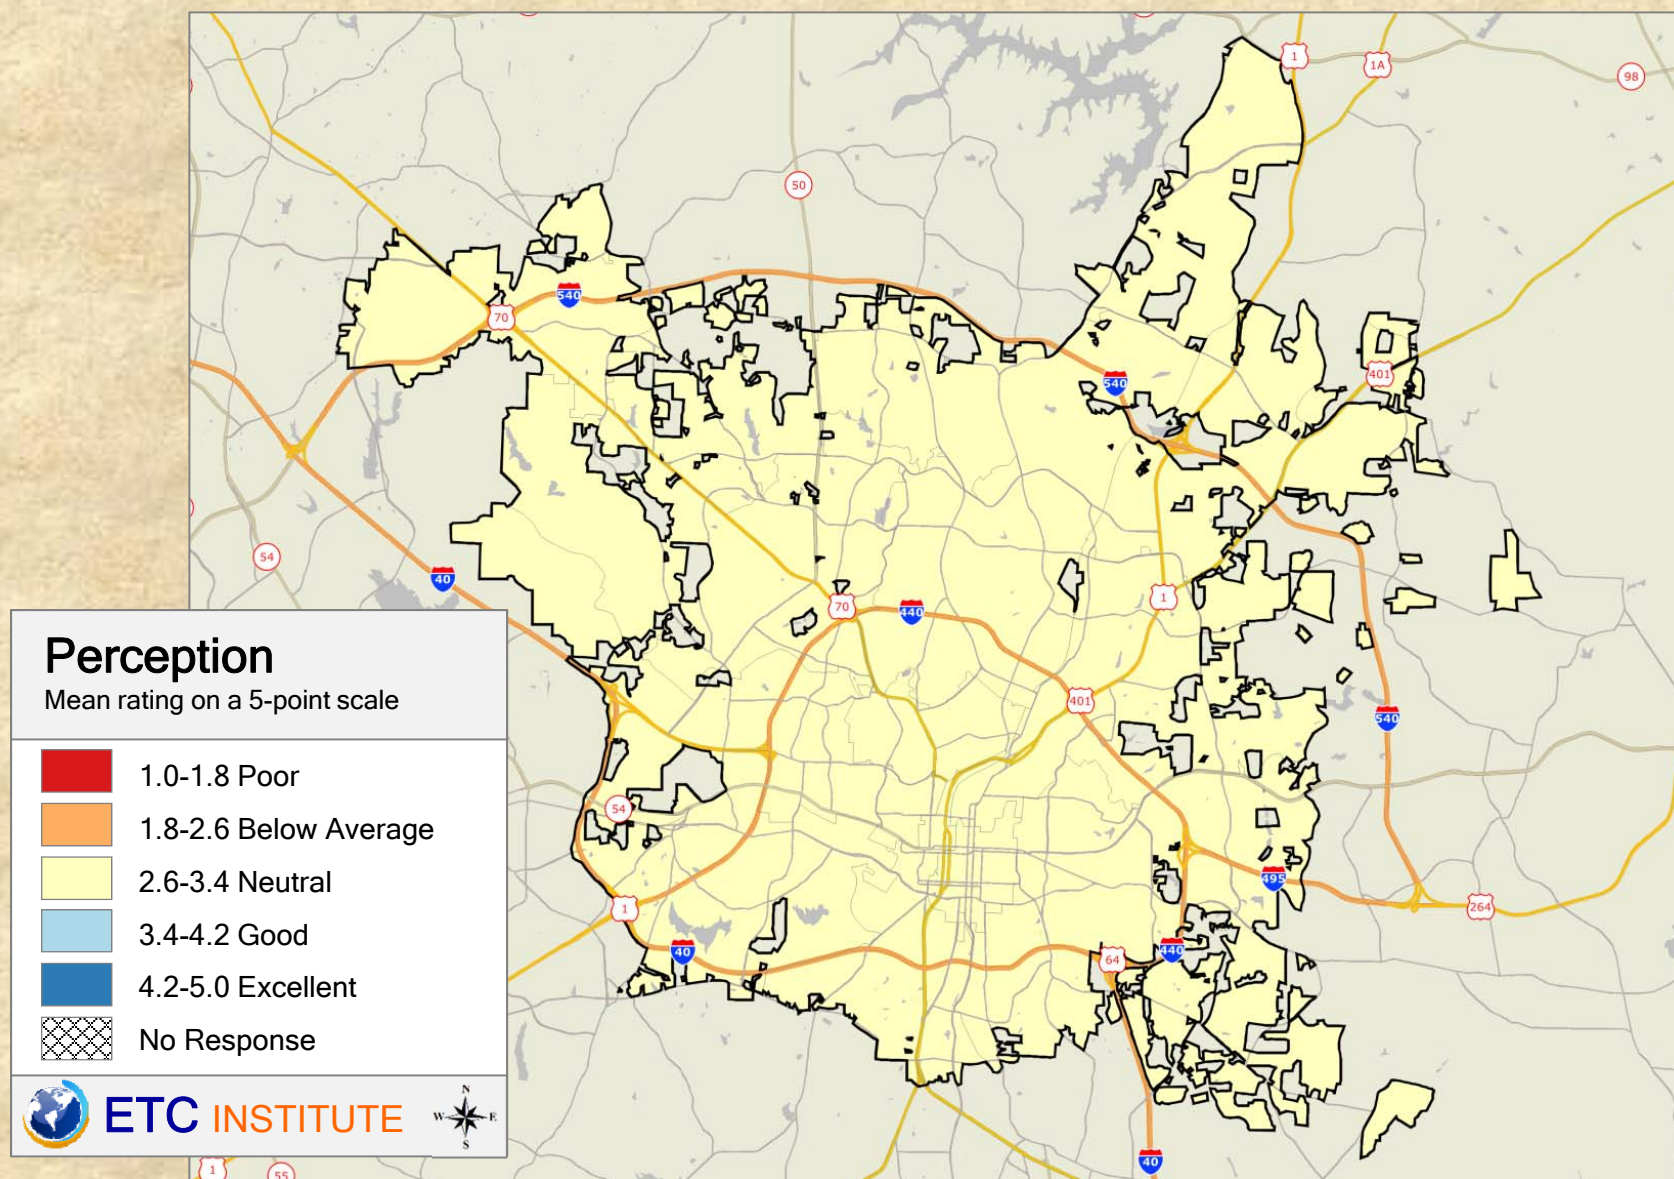 1
1A
98
50
540
70
401
540
54
40
70
440
1
401
540
Perception
Mean rating on a 5-point scale
1.0-1.8 Poor
54
1.8-2.6 Below Average
2.6-3.4 Neutral
495
1
264
3.4-4.2 Good
40
440
64
4.2-5.0 Excellent
No Response
ETC INSTITUTE
N
W E
S
40
1
55